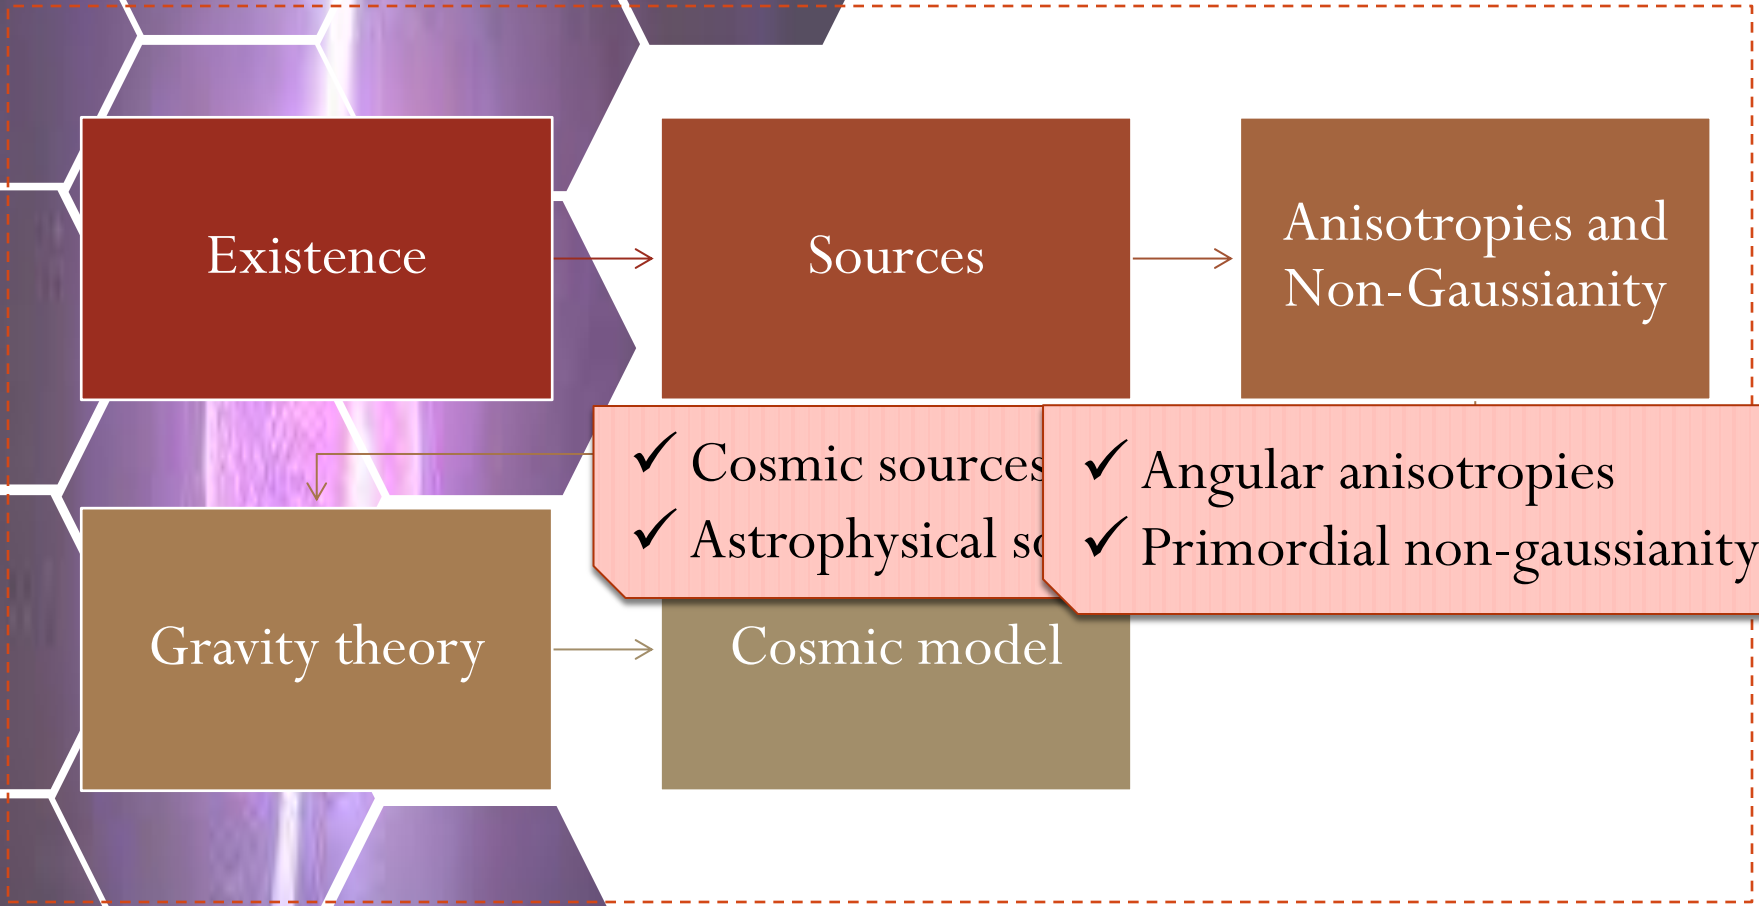 Existence
Sources
Anisotropies and
Non-Gaussianity
✓ Cosmic sources
✓ Astrophysical
✓ Angular anisotropies
✓ Primordial non-gaussianity
Gravity theory
Cosmic model